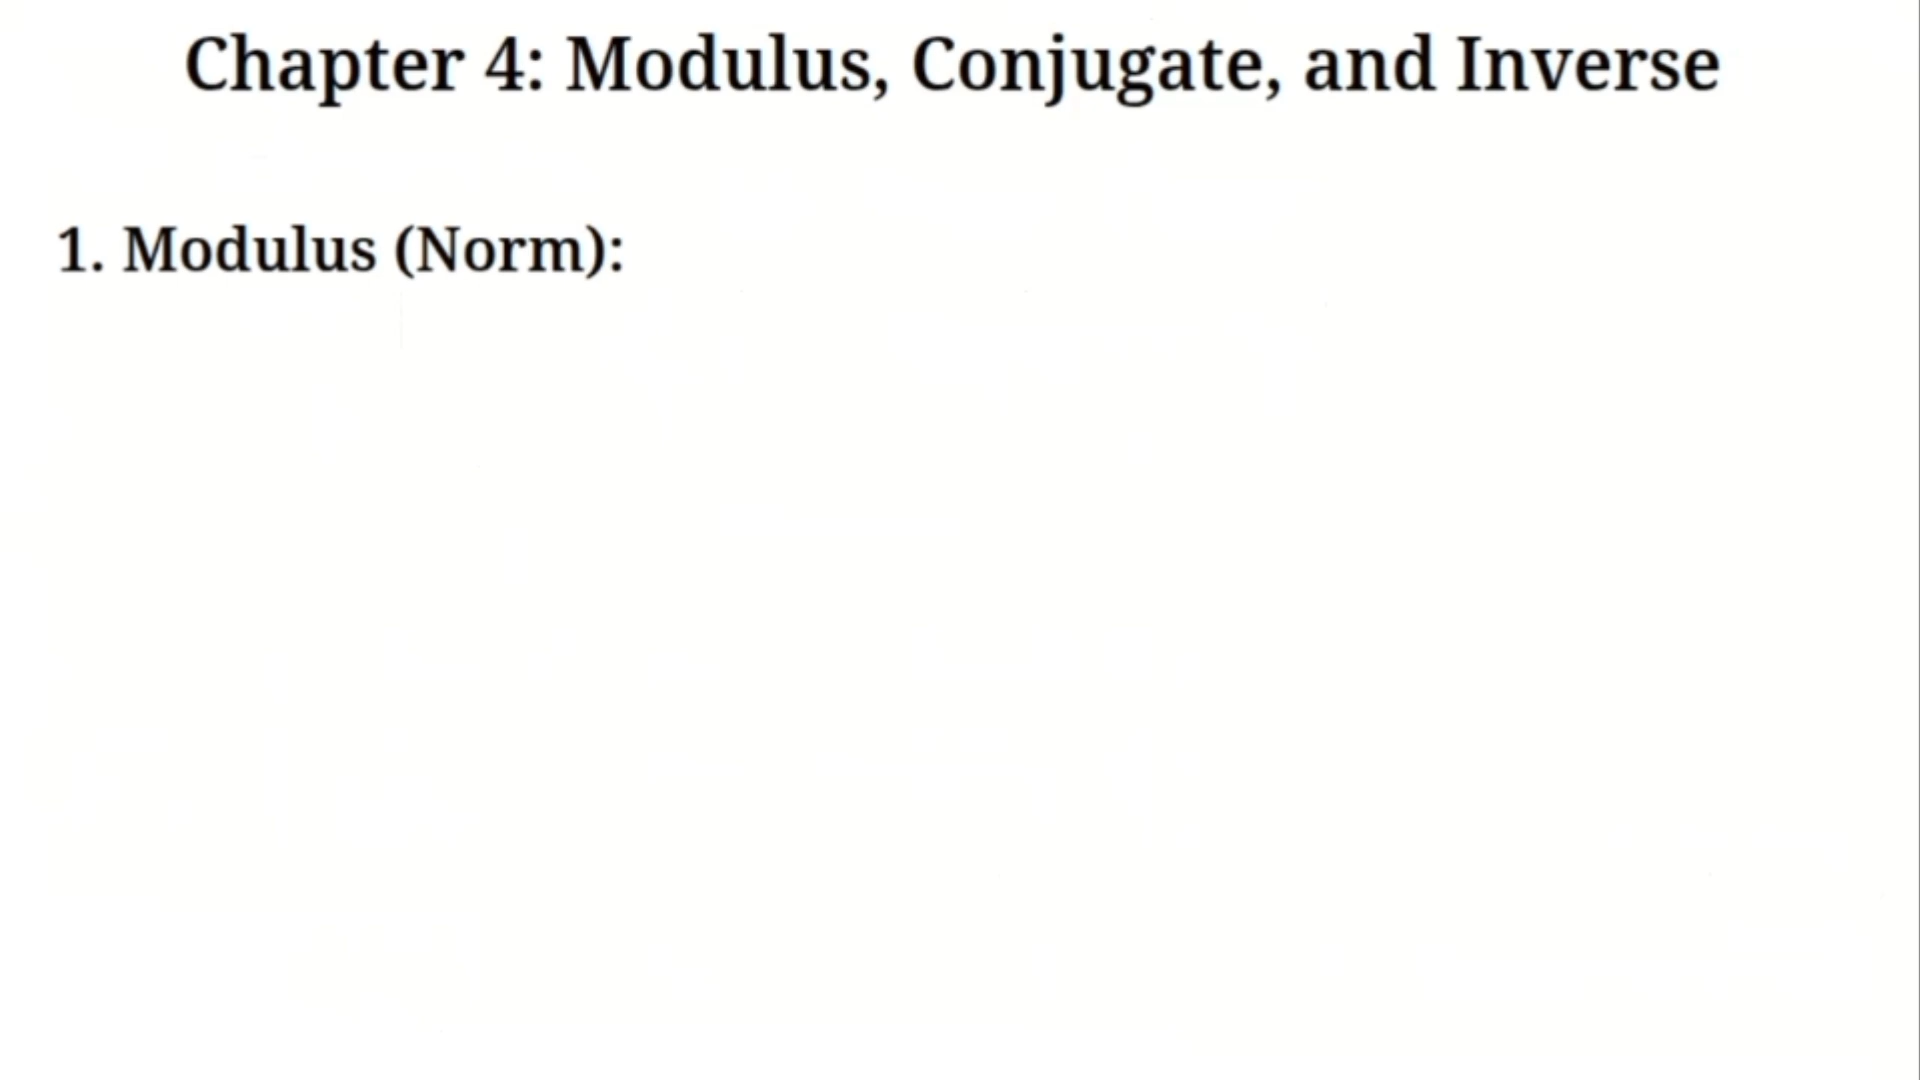 Chapter 4: Modulus, Conjugate, and Inverse
1. Modulus (Norm):